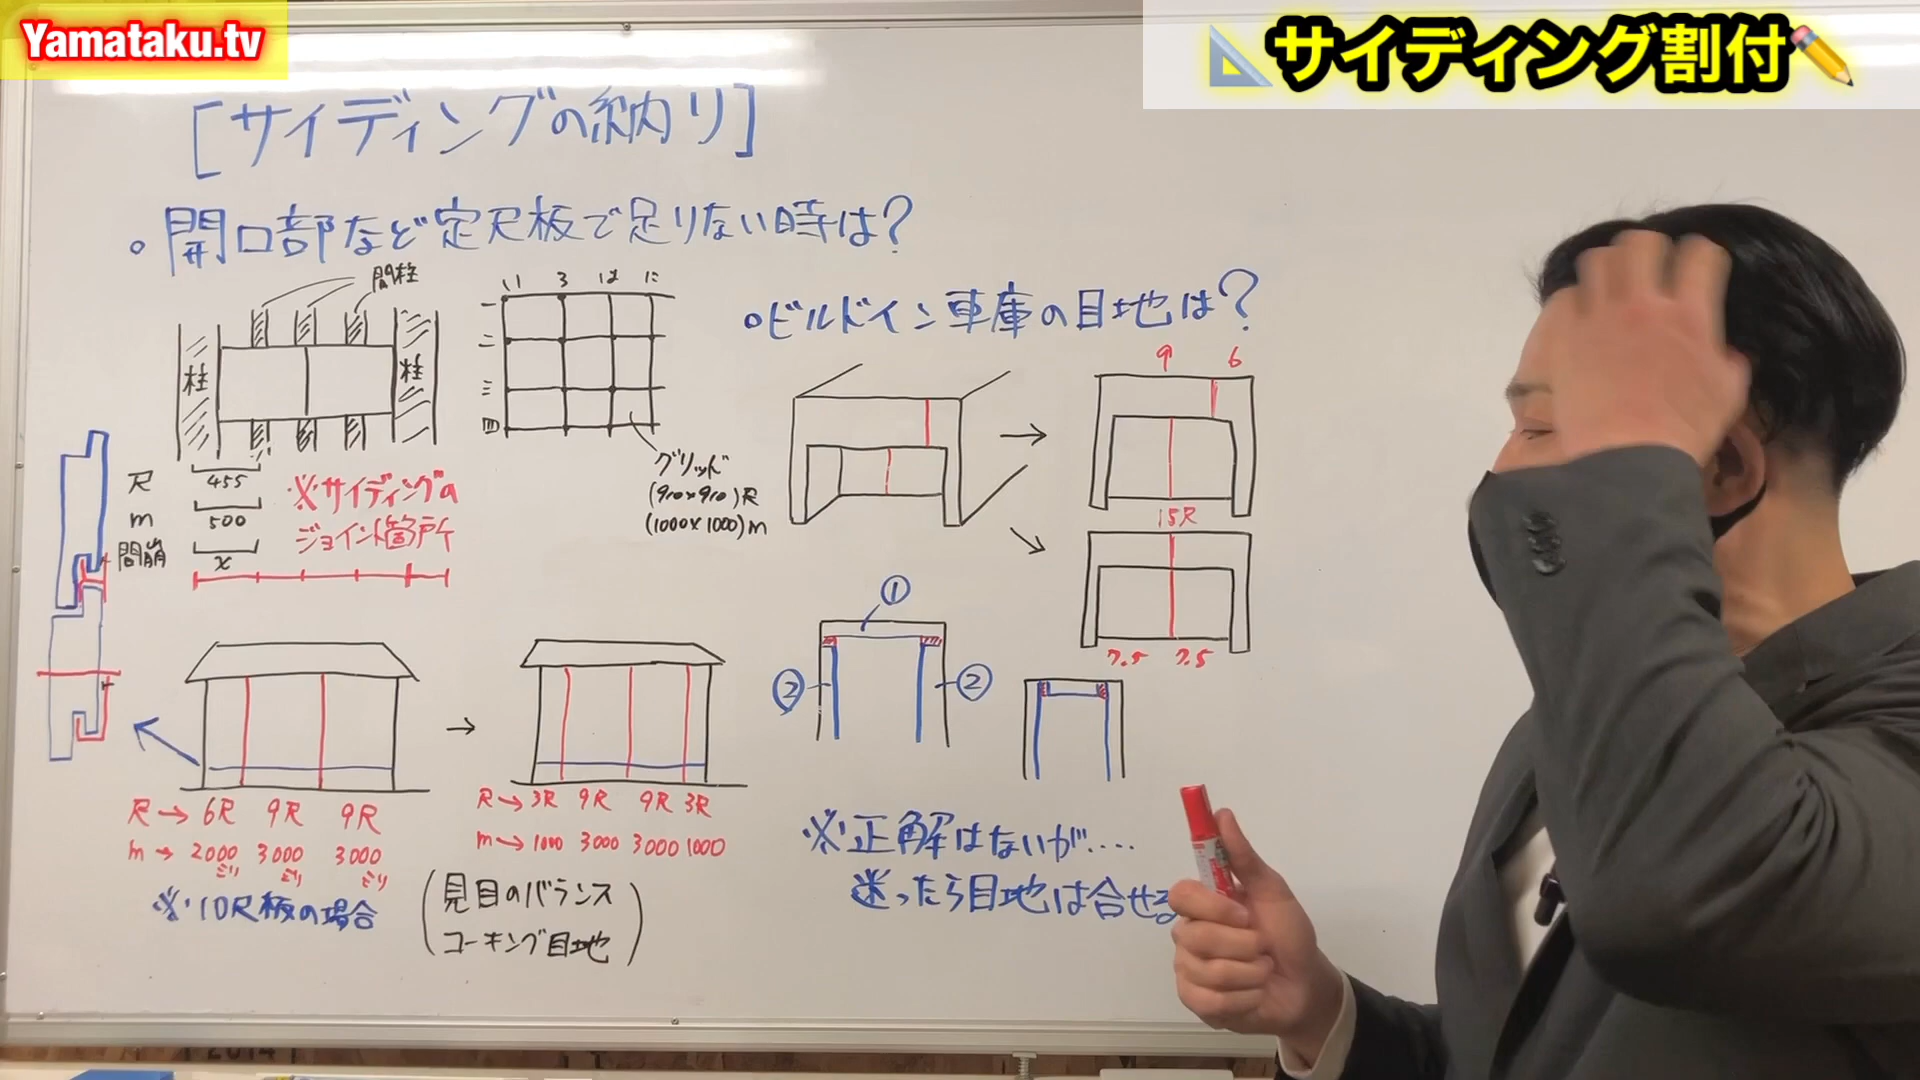 Yamataku.tv
📐サイディング割付✏️
[サイディングの納り]
。開口部など定尺板で足りない時は?
間柱
柱
柱
い ろ は に
一
二
三
四
グリッド
(910×910)R
(1000×1000)m
尺
m
間崩
455
500
x
※サイディングの
ジョイント箇所
。ビルドイン車庫の目地は?
9 6
15尺
7.5 7.5
①
② ②
尺→6尺 9尺 9尺
m→2000 3000 3000
ミリ ミリ ミリ
※10尺板の場合
尺→3尺 9尺 9尺 3尺
m→1000 3000 3000 1000
(見目のバランス
コーキング目地)
※正解はないが....
迷ったら目地は合せる
2014